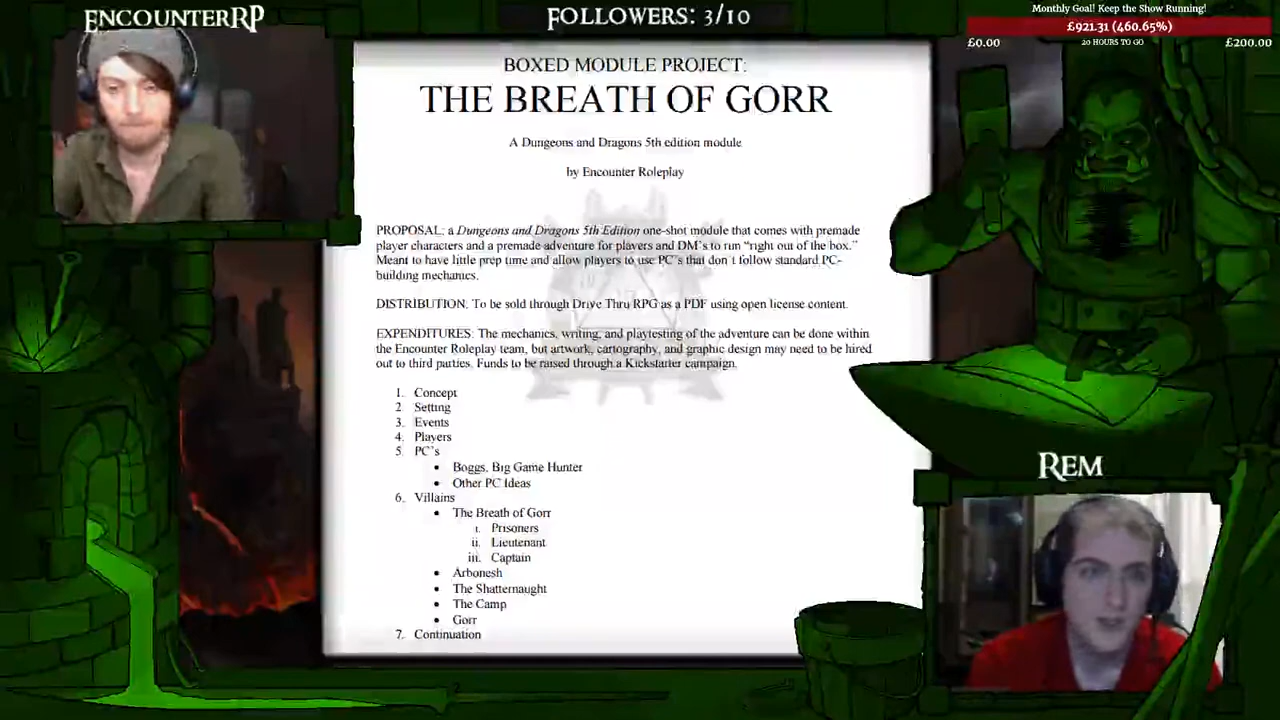 ENCOUNTERRP
FOLLOWERS: 3/10
Monthly Goal! Keep the Show Running!
£921.31 (460.65%)
£0.00
20 HOURS TO GO
£200.00
BOXED MODULE PROJECT:
THE BREATH OF GORR
A Dungeons and Dragons 5th edition module
by Encounter Roleplay
PROPOSAL: a Dungeons and Dragons 5th Edition one-shot module that comes with premade
player characters and a premade adventure for players and DM's to run "right out of the box."
Meant to have little prep time and allow players to use PC's that don't follow standard PC-
building mechanics.
DISTRIBUTION: To be sold through Drive Thru RPG as a PDF using open license content.
EXPENDITURES: The mechanics, writing, and playtesting of the adventure can be done within
the Encounter Roleplay team, but artwork, cartography, and graphic design may need to be hired
out to third parties. Funds to be raised through a Kickstarter campaign.
1. Concept
2. Setting
3. Events
4. Players
5. PC's
• Boggs, Big Game Hunter
• Other PC Ideas
6. Villains
• The Breath of Gorr
i. Prisoners
ii. Lieutenant
iii. Captain
• Arbonesh
• The Shatternaught
• The Camp
• Gorr
7. Continuation
REM